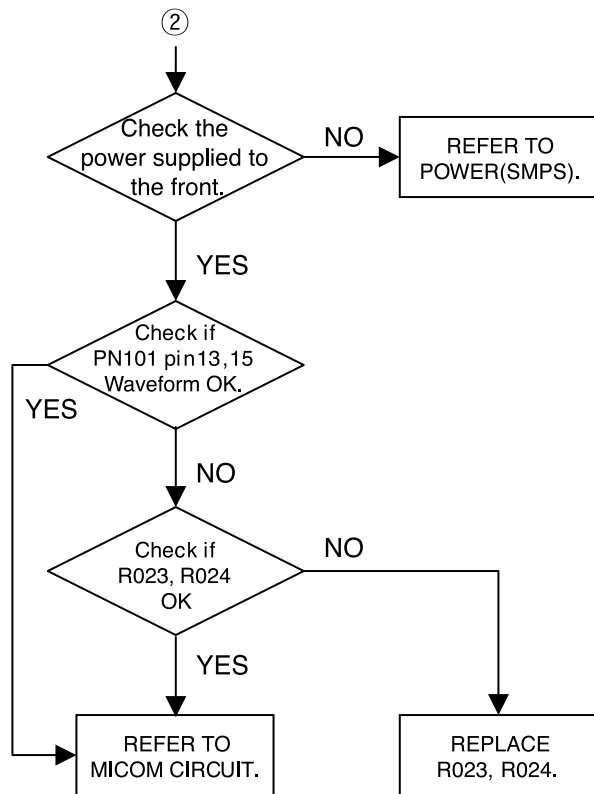 ②
Check the
power supplied to
the front.
NO
REFER TO
POWER(SMPS).
YES
Check if
PN101 pin13,15
Waveform OK.
YES
NO
Check if
R023, R024
OK
NO
YES
REFER TO
MICOM CIRCUIT.
REPLACE
R023, R024.